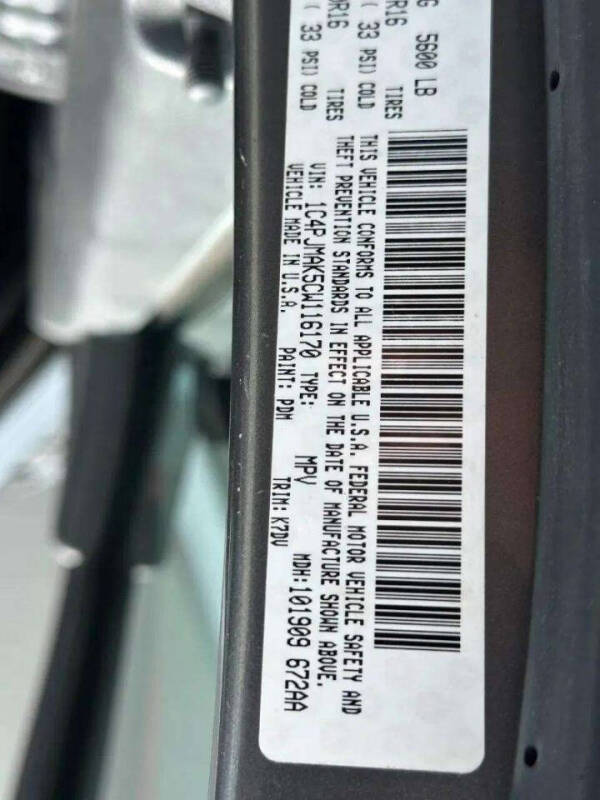 G 5600 LB
R16 TIRES
( 33 PSI) COLD
R16 TIRES
( 33 PSI) COLD
THIS VEHICLE CONFORMS TO ALL APPLICABLE U.S.A. FEDERAL MOTOR VEHICLE SAFETY AND
THEFT PREVENTION STANDARDS IN EFFECT ON THE DATE OF MANUFACTURE SHOWN ABOVE.
VIN: 1C4PJMAK5CW116170 TYPE: MPV MDH:101909 672AA
VEHICLE MADE IN U.S.A. PAINT: PDM TRIM: K7DV